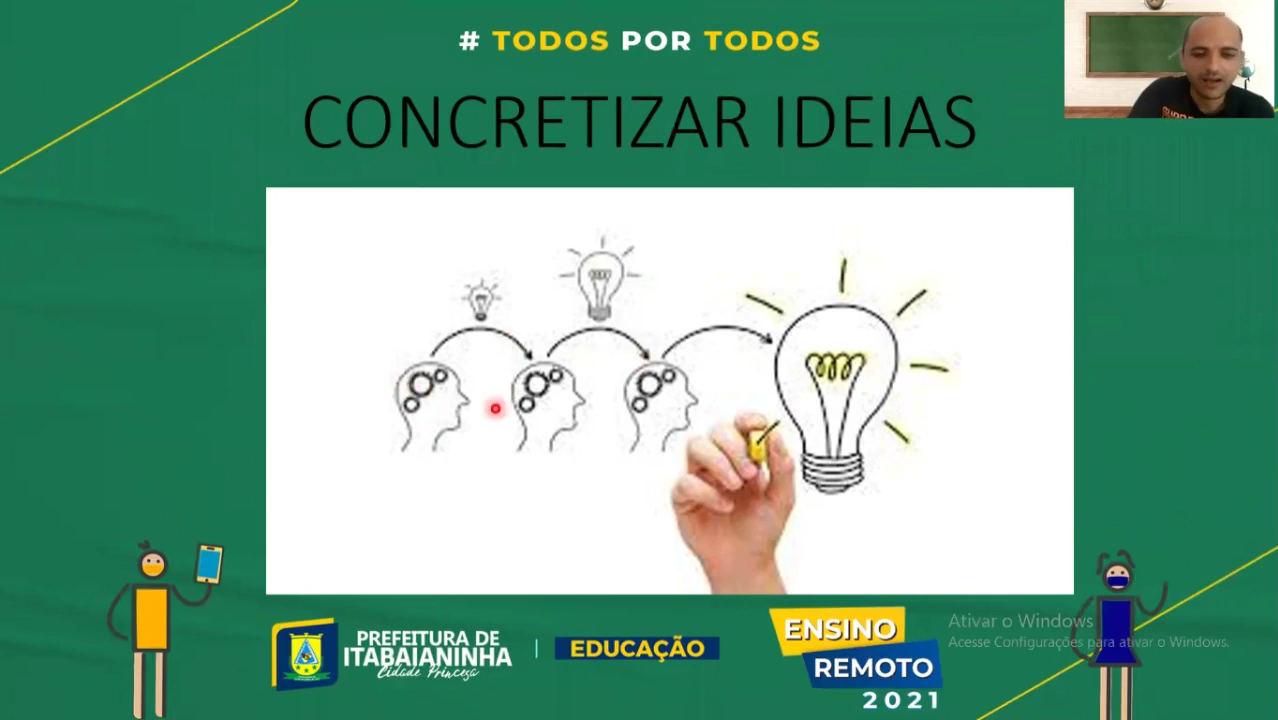 # TODOS POR TODOS
CONCRETIZAR IDEIAS
PREFEITURA DE
ITABAIANINHA
Cidade Princesa
EDUCAÇÃO
ENSINO
REMOTO
2021
Ativar o Windows
Acesse Configurações para ativar o Windows.